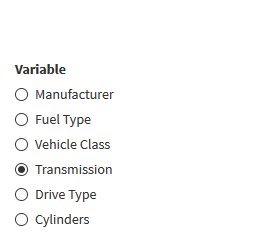 Variable
Manufacturer
Fuel Type
Vehicle Class
Transmission
Drive Type
Cylinders